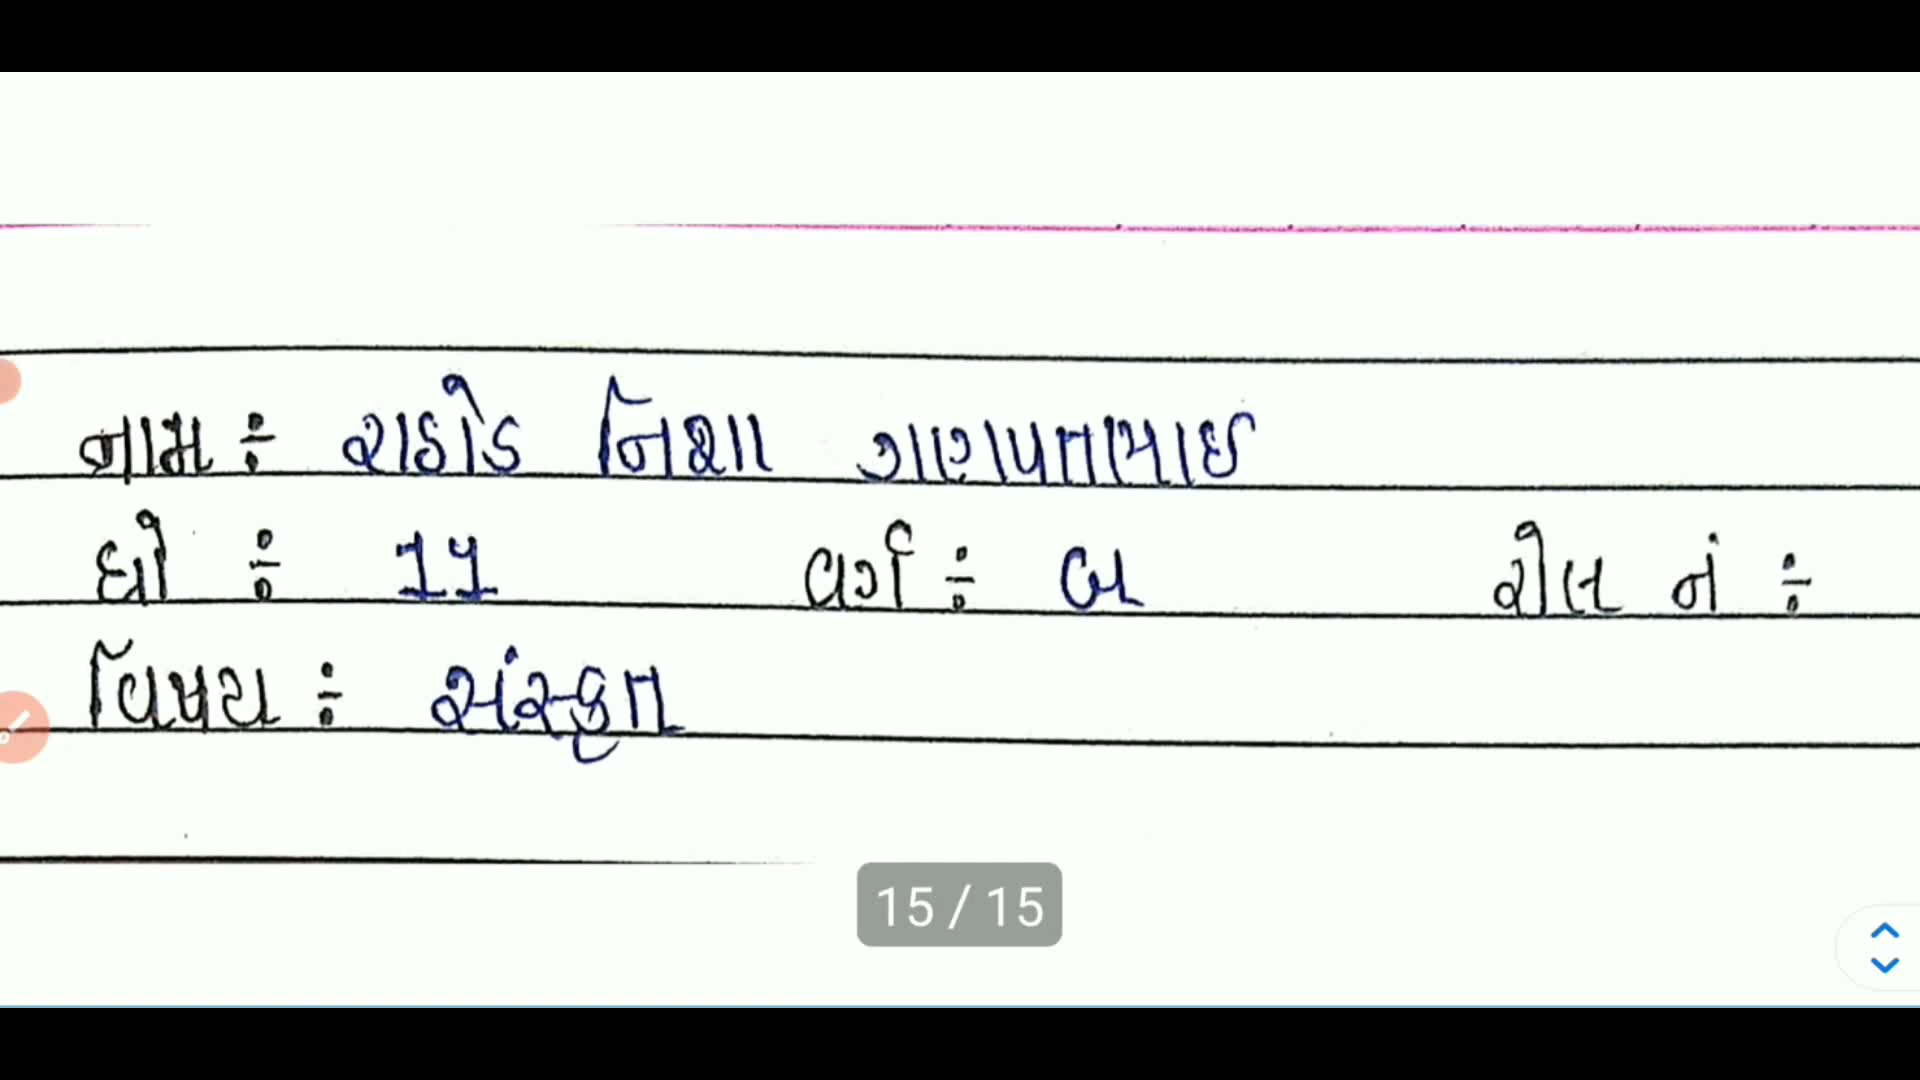 નામ ÷ રાઠોડ નિશા ગણપતભાઈ
ધો ÷ 11 વર્ગ ÷ બ રોલ નં ÷
વિષય ÷ સંસ્કૃત
15 / 15